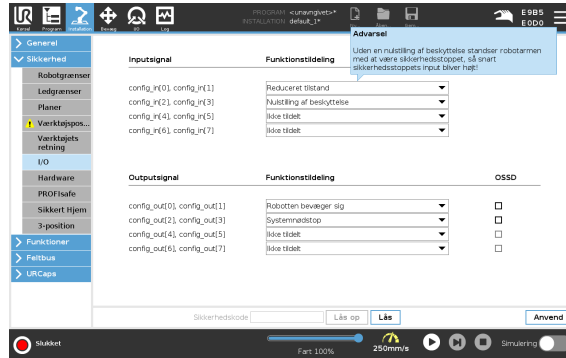 PROGRAM <unavngivet>*
INSTALLATION default_1*
E9B5
E0D0
Kørsel Program Installation Bevæg I/O Log
Advarsel
Uden en nulstilling af beskyttelse standser robotarmen
med at være sikkerhedsstoppet, så snart
sikkerhedsstoppets input bliver højt!
Generel
Sikkerhed
Robotgrænser
Ledgrænser
Planer
Værktøjspos...
Værktøjets
retning
I/O
Hardware
PROFIsafe
Sikkert Hjem
3-position
Funktioner
Feltbus
URCaps
Inputsignal Funktionstildeling
config_in[0], config_in[1] Reduceret tilstand
config_in[2], config_in[3] Nulstilling af beskyttelse
config_in[4], config_in[5] Ikke tildelt
config_in[6], config_in[7] Ikke tildelt
Outputsignal Funktionstildeling OSSD
config_out[0], config_out[1] Robotten bevæger sig
config_out[2], config_out[3] Systemnødstop
config_out[4], config_out[5] Ikke tildelt
config_out[6], config_out[7] Ikke tildelt
Sikkerhedskode Lås op Lås Anvend
Slukket
Fart 100%
250mm/s
Simulering